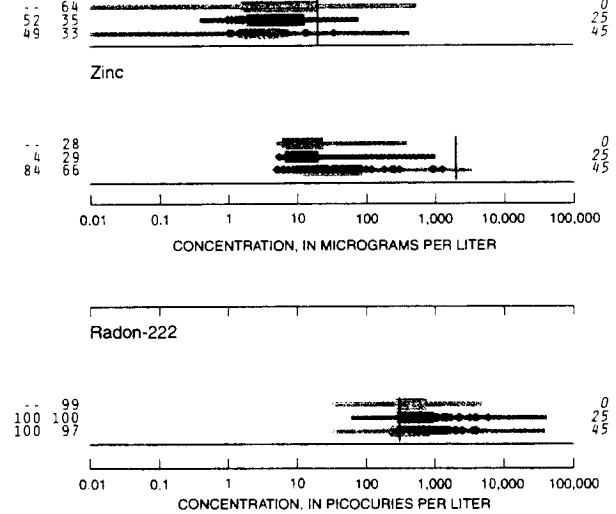 -- 64 0
52 35 25
49 33 45
Zinc
-- 28 0
4 29 25
84 66 45
0.01 0.1 1 10 100 1,000 10,000 100,000
CONCENTRATION, IN MICROGRAMS PER LITER
Radon-222
-- 99 0
100 100 25
100 97 45
0.01 0.1 1 10 100 1,000 10,000 100,000
CONCENTRATION, IN PICOCURIES PER LITER